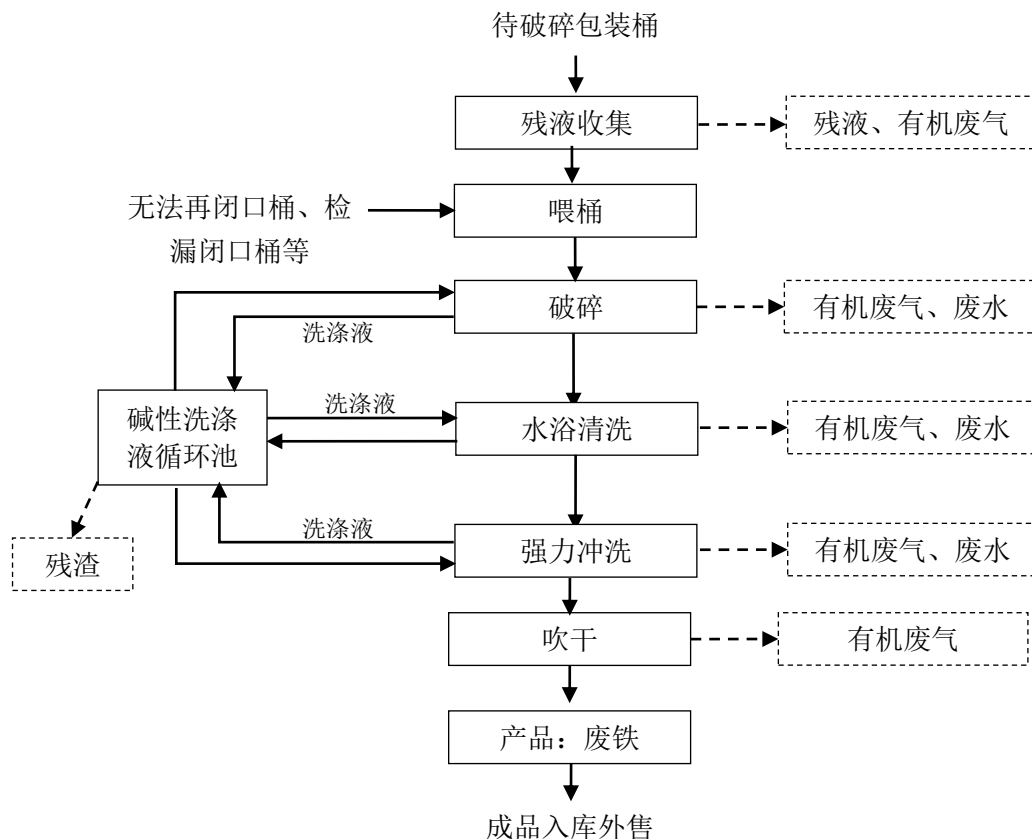 待破碎包装桶
残液收集
残液、有机废气
喂桶
无法再闭口桶、检
漏闭口桶等
破碎
有机废气、废水
洗涤液
碱性洗涤
液循环池
洗涤液
水浴清洗
有机废气、废水
洗涤液
强力冲洗
有机废气、废水
残渣
吹干
有机废气
产品：废铁
成品入库外售